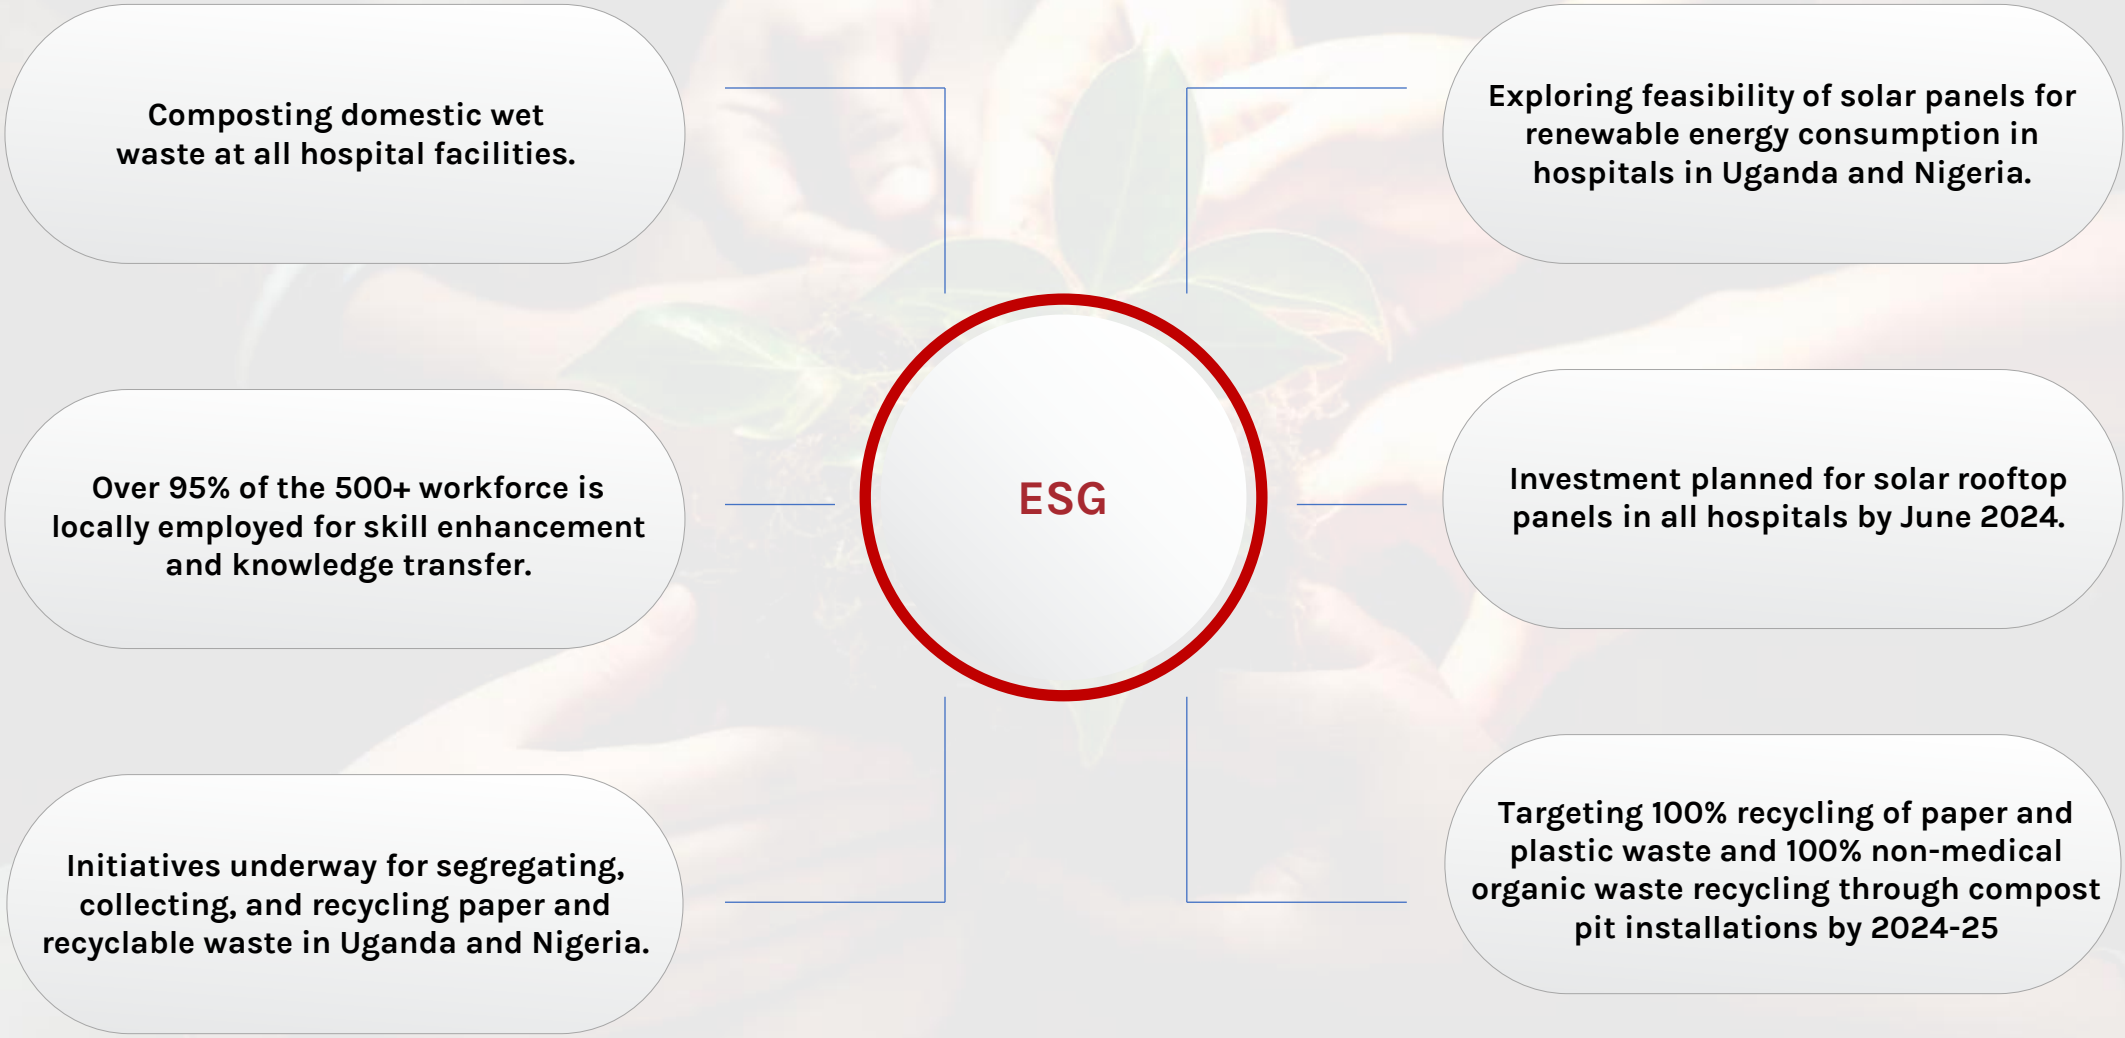 Composting domestic wet
waste at all hospital facilities.
Over 95% of the 500+ workforce is
locally employed for skill enhancement
and knowledge transfer.
Initiatives underway for segregating,
collecting, and recycling paper and
recyclable waste in Uganda and Nigeria.
ESG
Exploring feasibility of solar panels for
renewable energy consumption in
hospitals in Uganda and Nigeria.
Investment planned for solar rooftop
panels in all hospitals by June 2024.
Targeting 100% recycling of paper and
plastic waste and 100% non-medical
organic waste recycling through compost
pit installations by 2024-25